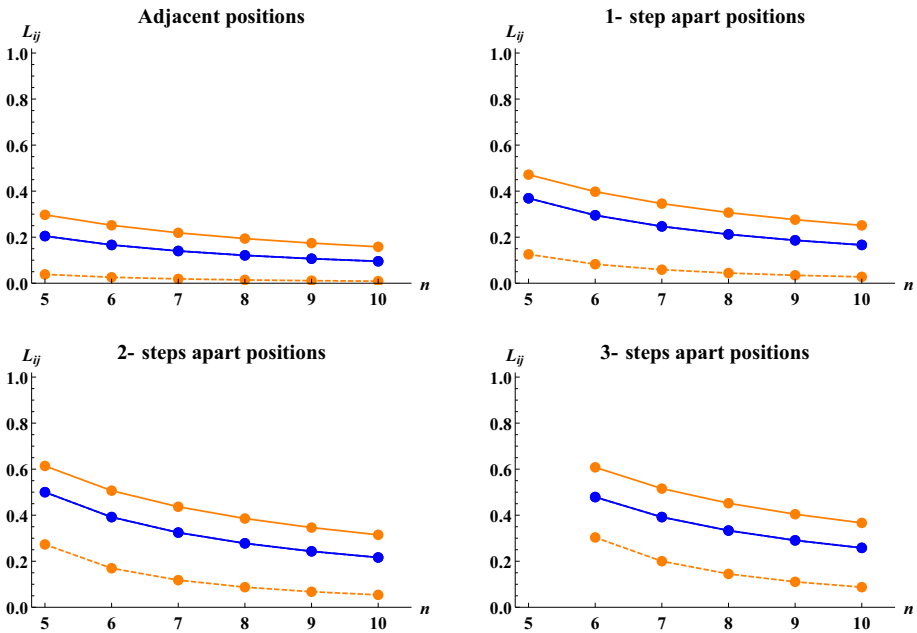 Adjacent positions
L_ij
1.0
0.8
0.6
0.4
0.2
0.0
5 6 7 8 9 10 n
1- step apart positions
L_ij
1.0
0.8
0.6
0.4
0.2
0.0
5 6 7 8 9 10 n
2- steps apart positions
L_ij
1.0
0.8
0.6
0.4
0.2
0.0
5 6 7 8 9 10 n
3- steps apart positions
L_ij
1.0
0.8
0.6
0.4
0.2
0.0
5 6 7 8 9 10 n